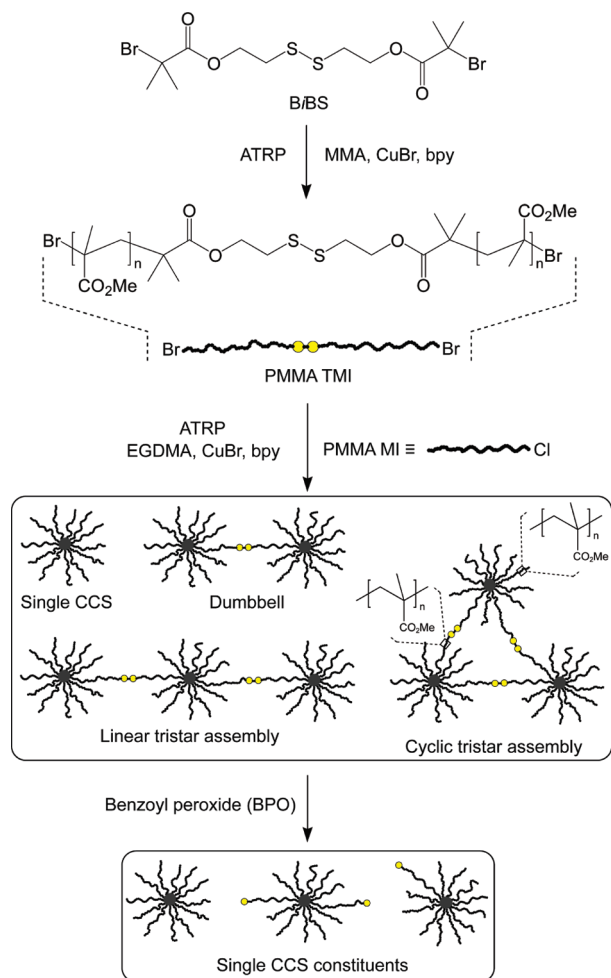 Br
O
O
S
S
O
O
Br
BiBS
ATRP
MMA, CuBr, bpy
Br
n
CO2Me
O
O
S
S
O
O
CO2Me
n
Br
Br
Br
PMMA TMI
ATRP
EGDMA, CuBr, bpy
PMMA MI ≡
Cl
n
CO2Me
n
CO2Me
Single CCS
Dumbbell
Linear tristar assembly
Cyclic tristar assembly
Benzoyl peroxide (BPO)
Single CCS constituents